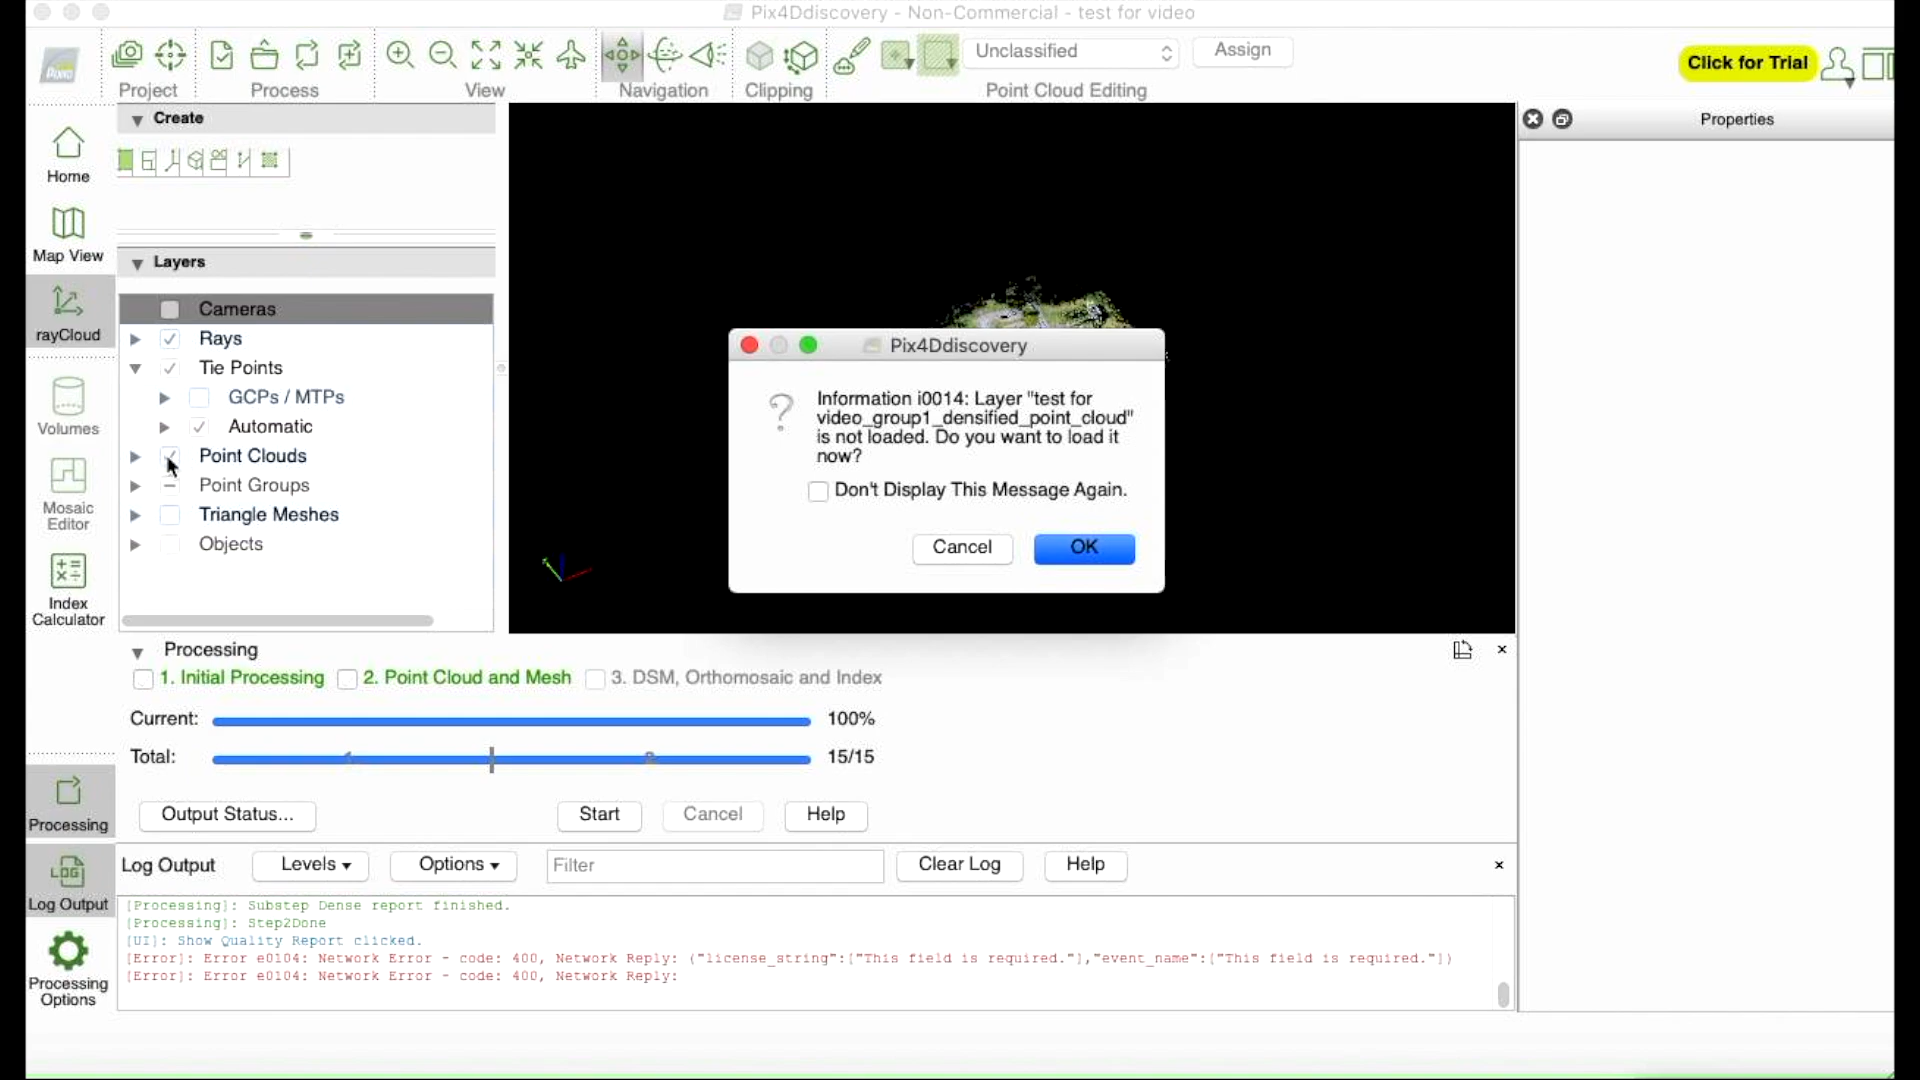 Pix4Ddiscovery - Non-Commercial - test for video
Unclassified
Assign
Click for Trial
Project
Process
View
Navigation
Clipping
Point Cloud Editing
Create
Properties
Home
Map View
Layers
rayCloud
Cameras
Rays
Tie Points
GCPs / MTPs
Automatic
Point Clouds
Point Groups
Triangle Meshes
Objects
Volumes
Mosaic
Editor
Index
Calculator
Pix4Ddiscovery
Information i0014: Layer "test for
video_group1_densified_point_cloud"
is not loaded. Do you want to load it
now?
Don't Display This Message Again.
Cancel
OK
Processing
1. Initial Processing
2. Point Cloud and Mesh
3. DSM, Orthomosaic and Index
Current:
100%
Total:
15/15
Output Status...
Start
Cancel
Help
Processing
Log Output
Levels
Options
Filter
Clear Log
Help
LOG
Log Output
[Processing]: Substep Dense report finished.
[Processing]: Step2Done
[UI]: Show Quality Report clicked.
[Error]: Error e0104: Network Error - code: 400, Network Reply: {"license_string":["This field is required."],"event_name":["This field is required."]}
[Error]: Error e0104: Network Error - code: 400, Network Reply:
Processing
Options